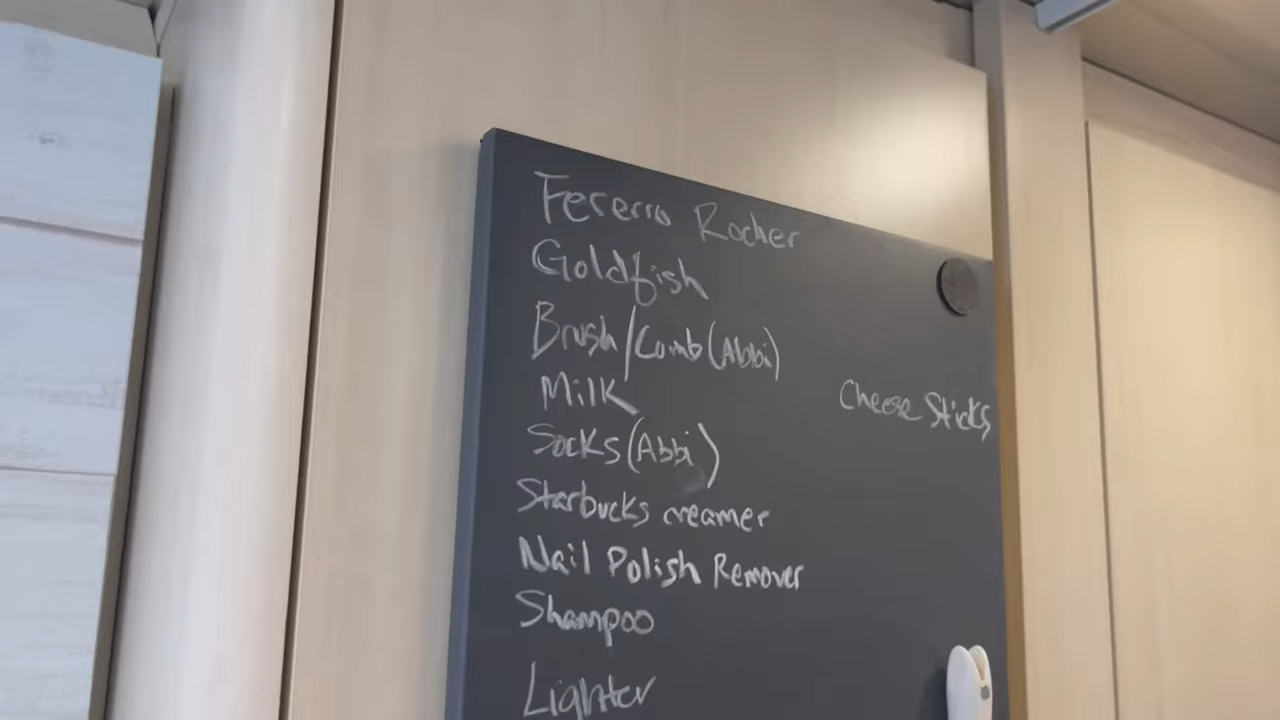 Fererro Rocher
Goldfish
Brush/Comb (Abbi)
Milk
Cheese Sticks
Socks (Abbi)
Starbucks creamer
Nail Polish Remover
Shampoo
Lighter